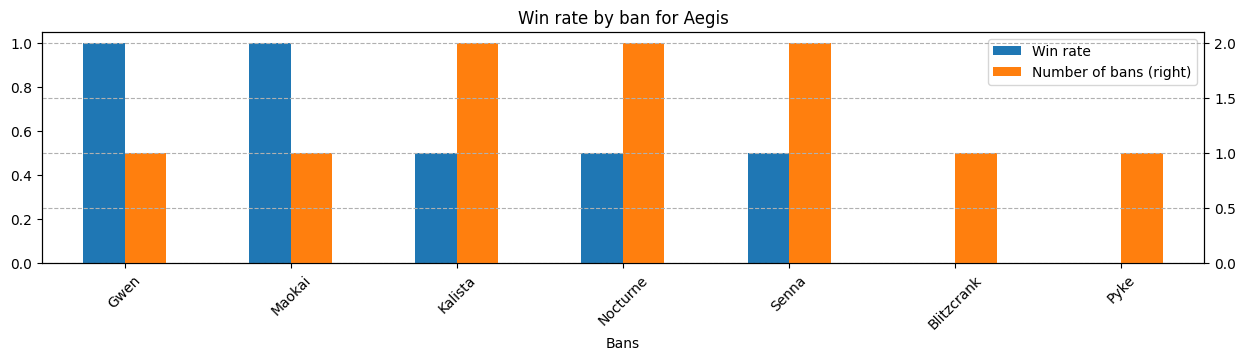 Win rate by ban for Aegis
Win rate
Number of bans (right)
1.0
0.8
0.6
0.4
0.2
0.0
2.0
1.5
1.0
0.5
0.0
Gwen
Maokai
Kalista
Nocturne
Senna
Blitzcrank
Pyke
Bans